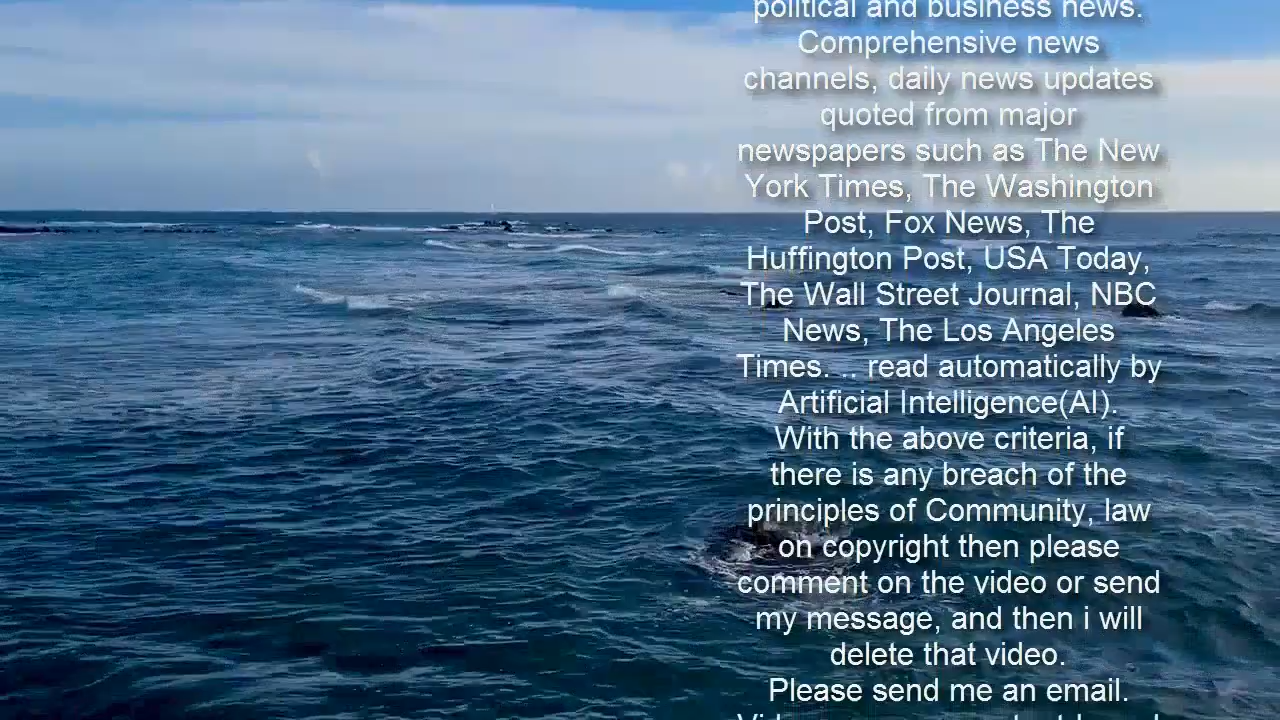 political and business news.
Comprehensive news
channels, daily news updates
quoted from major
newspapers such as The New
York Times, The Washington
Post, Fox News, The
Huffington Post, USA Today,
The Wall Street Journal, NBC
News, The Los Angeles
Times. .. read automatically by
Artificial Intelligence(AI).
With the above criteria, if
there is any breach of the
principles of Community, law
on copyright then please
comment on the video or send
my message, and then i will
delete that video.
Please send me an email.